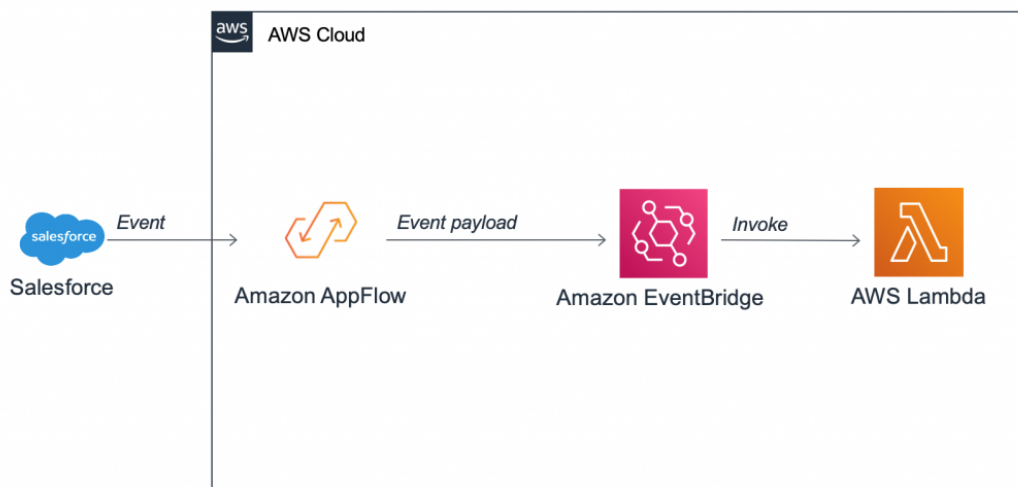 aws
AWS Cloud
Event
Event payload
Invoke
salesforce
Salesforce
Amazon AppFlow
Amazon EventBridge
AWS Lambda